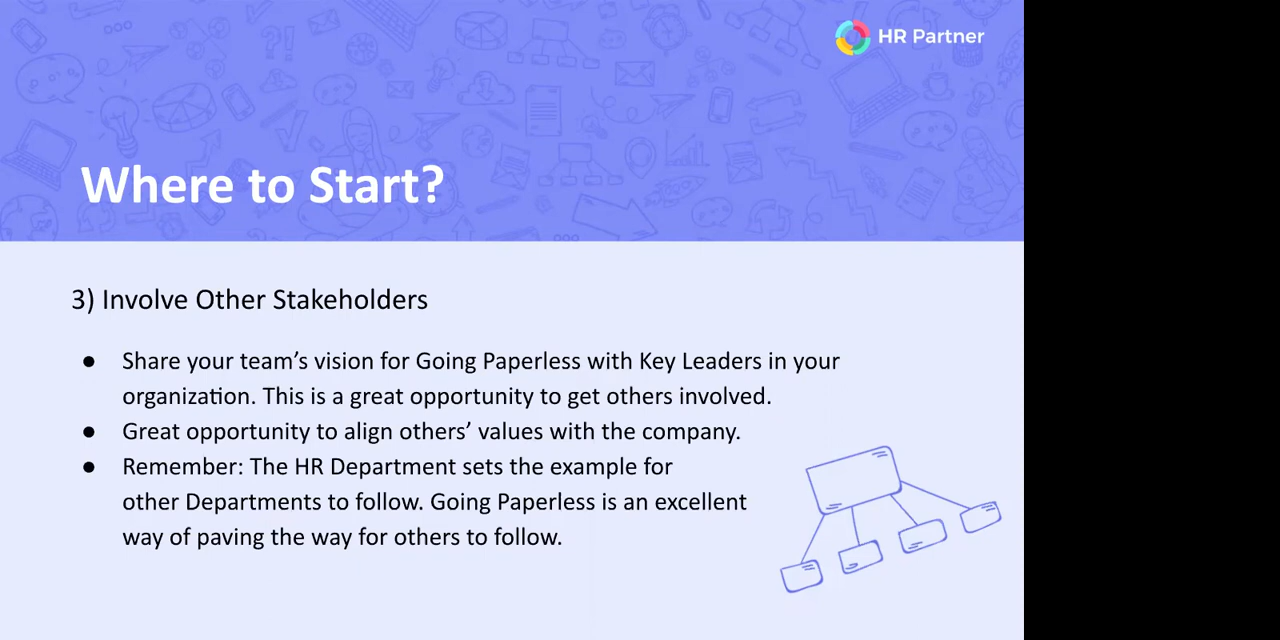 HR Partner
Where to Start?
3) Involve Other Stakeholders
● Share your team’s vision for Going Paperless with Key Leaders in your
organization. This is a great opportunity to get others involved.
● Great opportunity to align others’ values with the company.
● Remember: The HR Department sets the example for
other Departments to follow. Going Paperless is an excellent
way of paving the way for others to follow.